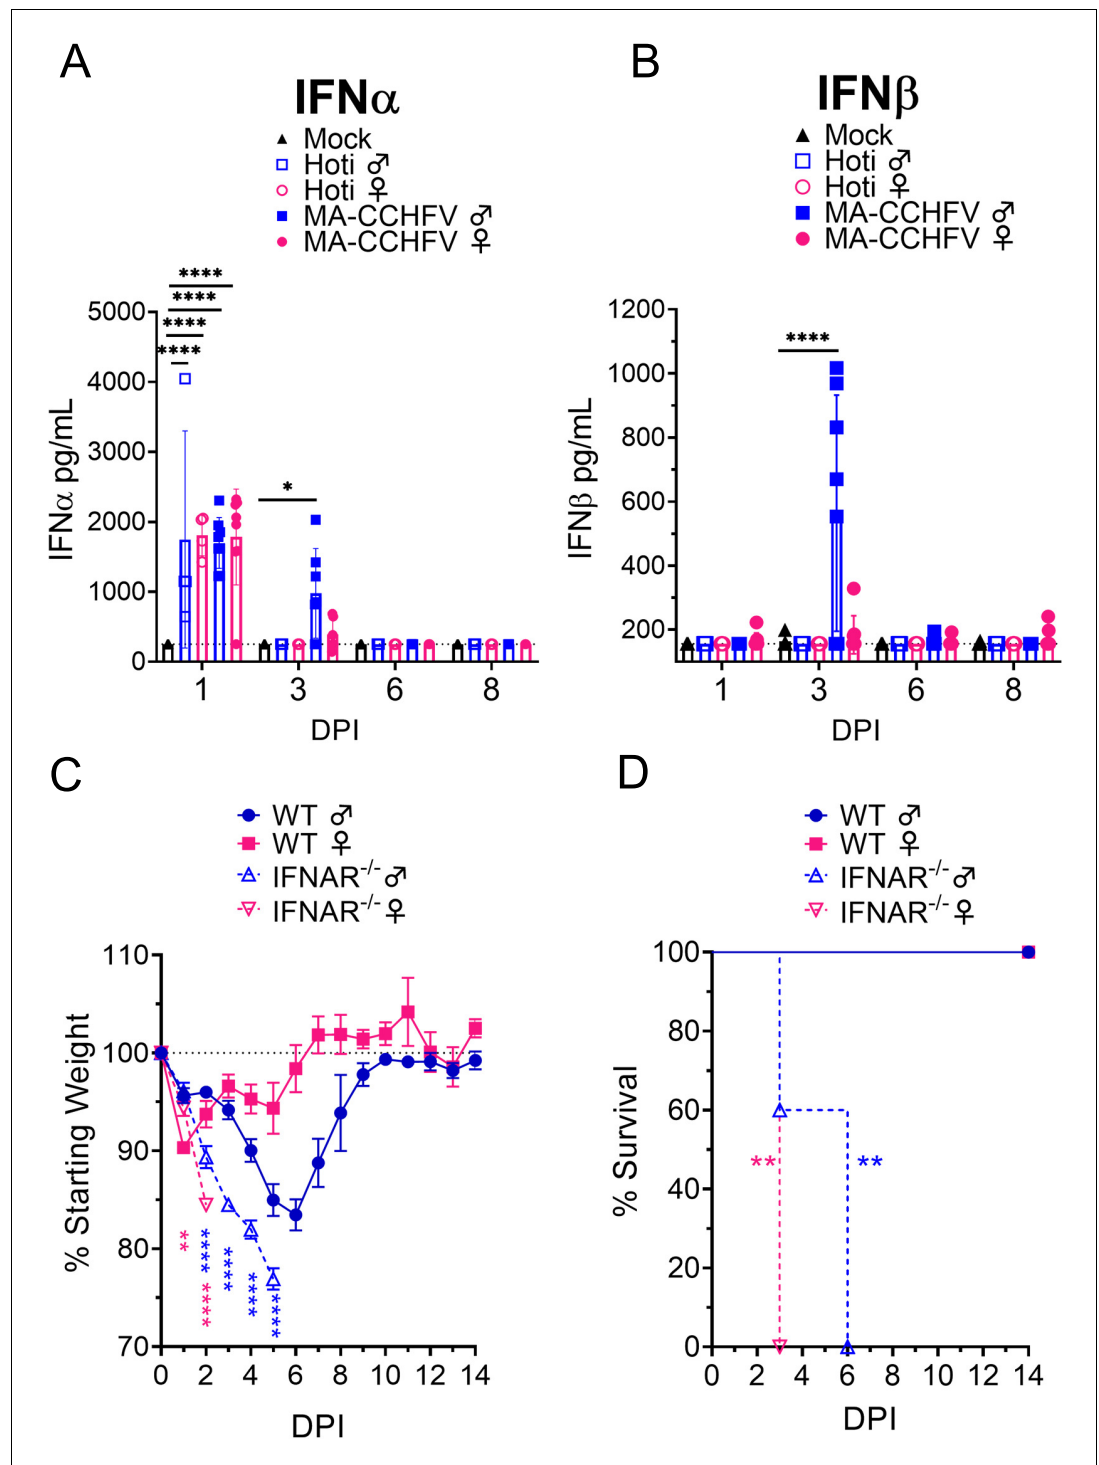 A
IFNα
Mock
Hoti ♂
Hoti ♀
MA-CCHFV ♂
MA-CCHFV ♀
****
****
****
****
*
5000
4000
3000
2000
1000
0
IFNα pg/mL
1 3 6 8
DPI
B
IFNβ
Mock
Hoti ♂
Hoti ♀
MA-CCHFV ♂
MA-CCHFV ♀
****
1200
1000
800
600
400
200
IFNβ pg/mL
1 3 6 8
DPI
C
WT ♂
WT ♀
IFNAR-/- ♂
IFNAR-/- ♀
110
100
90
80
70
% Starting Weight
**
****
****
****
****
****
0 2 4 6 8 10 12 14
DPI
D
WT ♂
WT ♀
IFNAR-/- ♂
IFNAR-/- ♀
100
80
60
40
20
0
% Survival
** **
0 2 4 6 8 10 12 14
DPI